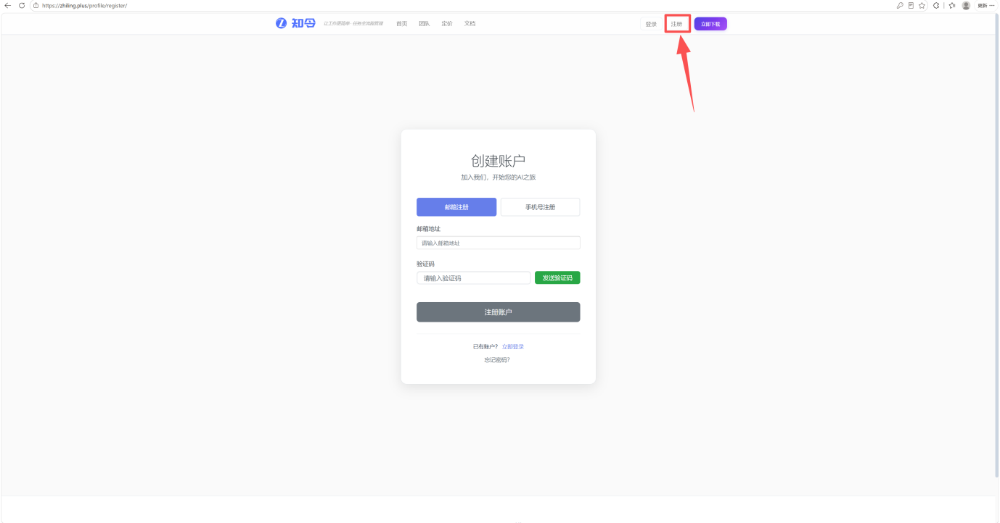 https://zhiling.plus/profile/register/
更新
知令 让工作更简单 · 任务全流程管理 首页 团队 定价 文档 登录 注册 立即下载
创建账户
加入我们，开始您的AI之旅
邮箱注册 手机号注册
邮箱地址
请输入邮箱地址
验证码
请输入验证码 发送验证码
注册账户
已有账户？ 立即登录
忘记密码？